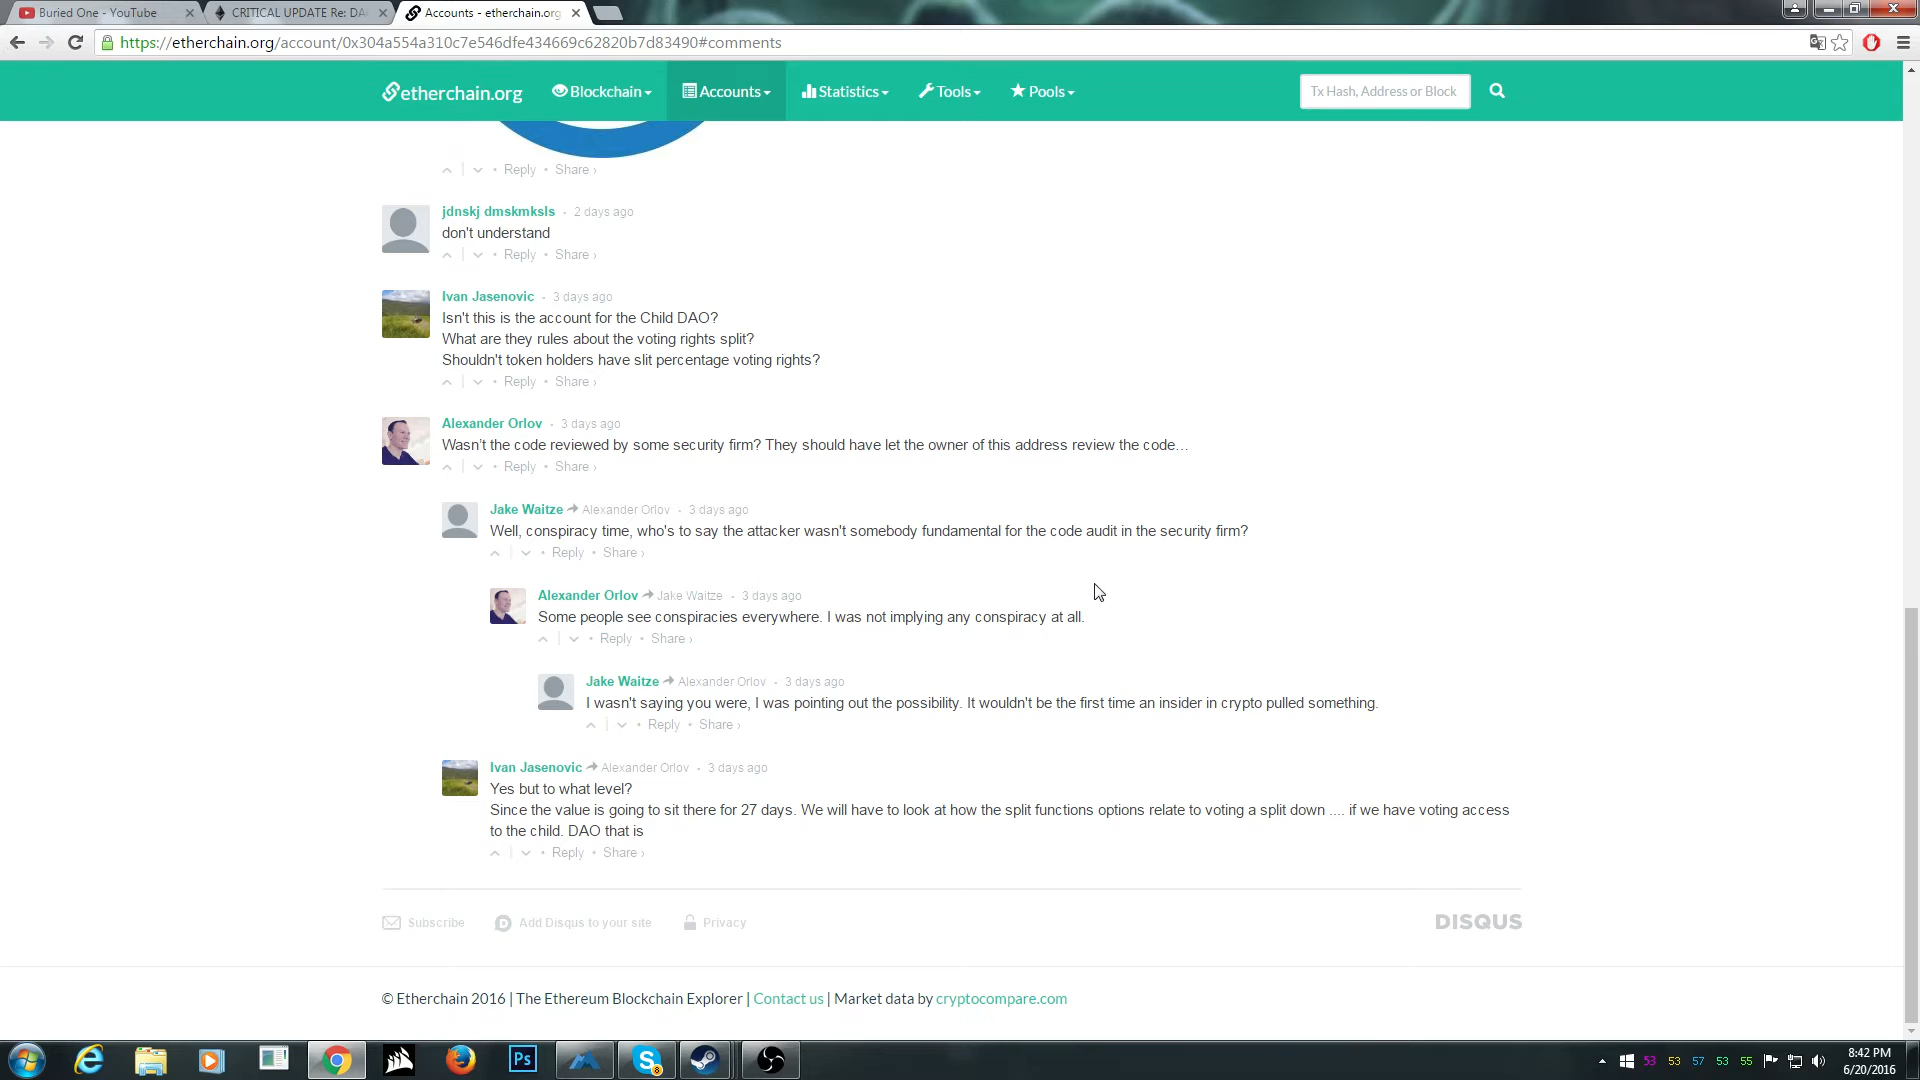 Buried One - YouTube
CRITICAL UPDATE Re: DA
Accounts - etherchain.org
https://etherchain.org/account/0x304a554a310c7e546dfe434669c62820b7d83490#comments
etherchain.org
Blockchain
Accounts
Statistics
Tools
Pools
Tx Hash, Address or Block
Reply • Share ›
jdnskj dmskmksls - 2 days ago
don't understand
Reply • Share ›
Ivan Jasenovic - 3 days ago
Isn't this is the account for the Child DAO?
What are they rules about the voting rights split?
Shouldn't token holders have slit percentage voting rights?
Reply • Share ›
Alexander Orlov - 3 days ago
Wasn't the code reviewed by some security firm? They should have let the owner of this address review the code…
Reply • Share ›
Jake Waitze Alexander Orlov - 3 days ago
Well, conspiracy time, who's to say the attacker wasn't somebody fundamental for the code audit in the security firm?
Reply • Share ›
Alexander Orlov Jake Waitze - 3 days ago
Some people see conspiracies everywhere. I was not implying any conspiracy at all.
Reply • Share ›
Jake Waitze Alexander Orlov - 3 days ago
I wasn't saying you were, I was pointing out the possibility. It wouldn't be the first time an insider in crypto pulled something.
Reply • Share ›
Ivan Jasenovic Alexander Orlov - 3 days ago
Yes but to what level?
Since the value is going to sit there for 27 days. We will have to look at how the split functions options relate to voting a split down .... if we have voting access
to the child. DAO that is
Reply • Share ›
Subscribe
Add Disqus to your site
Privacy
DISQUS
© Etherchain 2016 | The Ethereum Blockchain Explorer | Contact us | Market data by cryptocompare.com
Ps
8
53 53 57 53 55
8:42 PM
6/20/2016